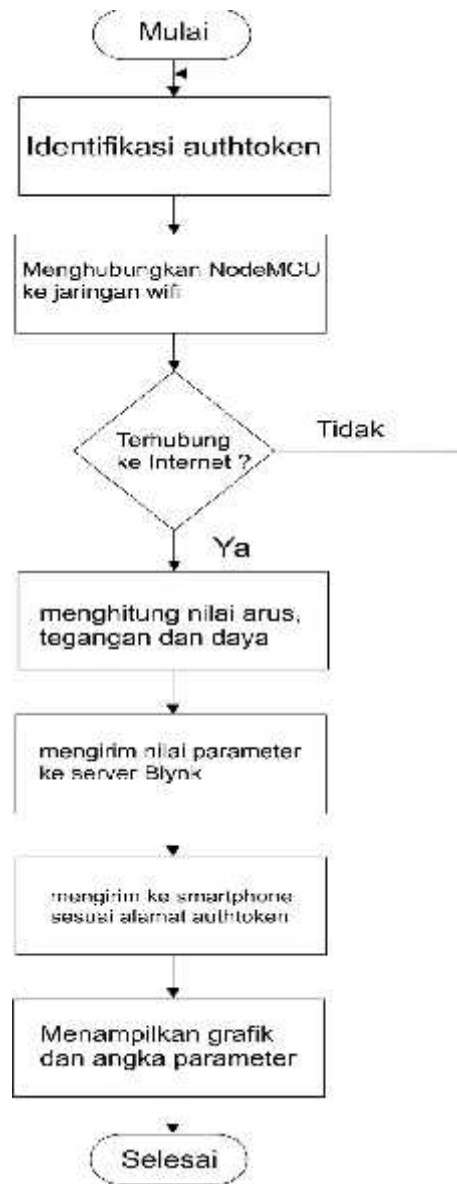 Mulai
Identifikasi authtoken
Menghubungkan NodeMCU
ke jaringan wifi
Terhubung
ke Internet ?
Tidak
Ya
menghitung nilai arus,
tegangan dan daya
mengirim nilai parameter
ke server Blynk
mengirim ke smartphone
sesuai alamat authtoken
Menampilkan grafik
dan angka parameter
Selesai